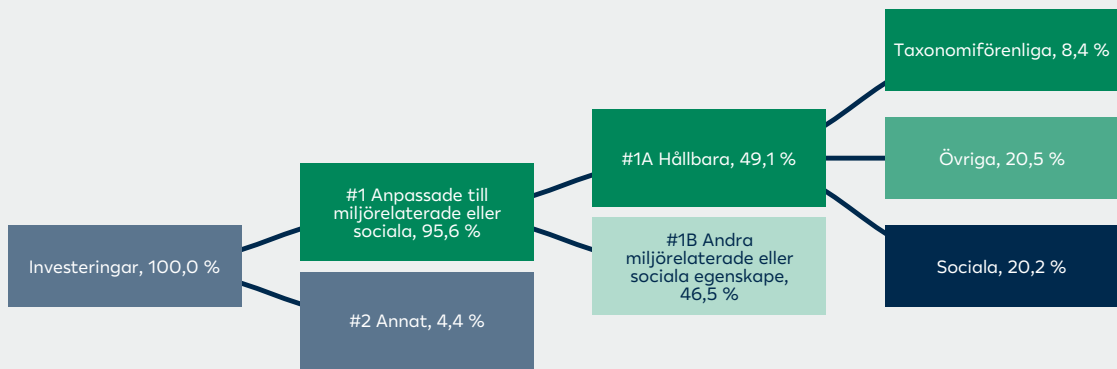 Investeringar, 100,0 %
#1 Anpassade till
miljörelaterade eller
sociala, 95,6 %
#2 Annat, 4,4 %
#1A Hållbara, 49,1 %
#1B Andra
miljörelaterade eller
sociala egenskape,
46,5 %
Taxonomiförenliga, 8,4 %
Övriga, 20,5 %
Sociala, 20,2 %